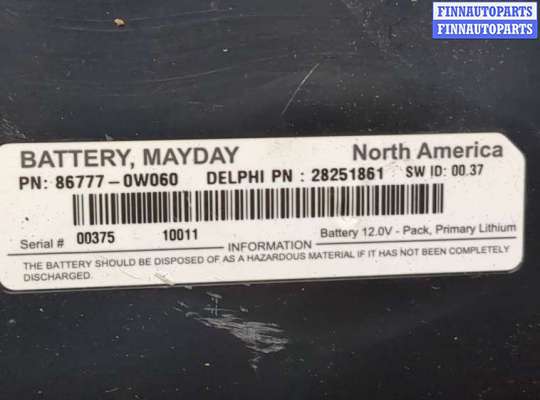 FINNAUTOPARTS
FINNAUTOPARTS
BATTERY, MAYDAY North America
PN: 86777-0W060 DELPHI PN : 28251861 SW ID: 00.37
Serial # 00375 10011 Battery 12.0V - Pack, Primary Lithium
INFORMATION
THE BATTERY SHOULD BE DISPOSED OF AS A HAZARDOUS MATERIAL IF IT HAS NOT BEEN COMPLETELY
DISCHARGED.